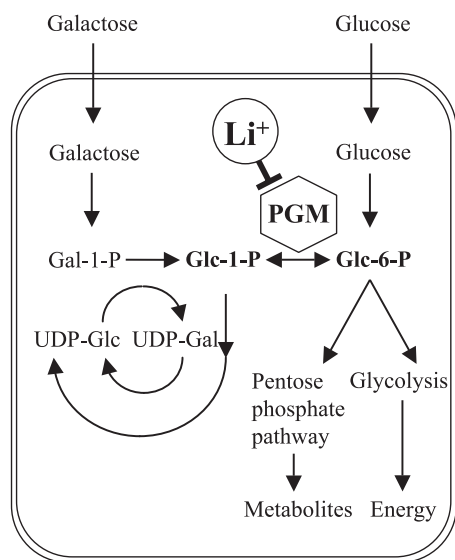 Galactose
Glucose
Li⁺
Galactose
Glucose
PGM
Gal-1-P
Glc-1-P
Glc-6-P
UDP-Glc
UDP-Gal
Pentose
phosphate
pathway
Glycolysis
Metabolites
Energy